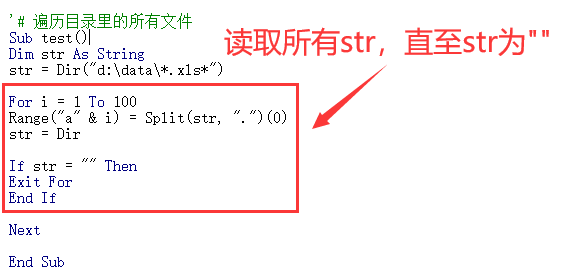 '# 遍历目录里的所有文件
Sub test()
Dim str As String
str = Dir("d:\data\*.xls*")
读取所有str，直至str为""
For i = 1 To 100
Range("a" & i) = Split(str, ".")(0)
str = Dir
If str = "" Then
Exit For
End If
Next
End Sub